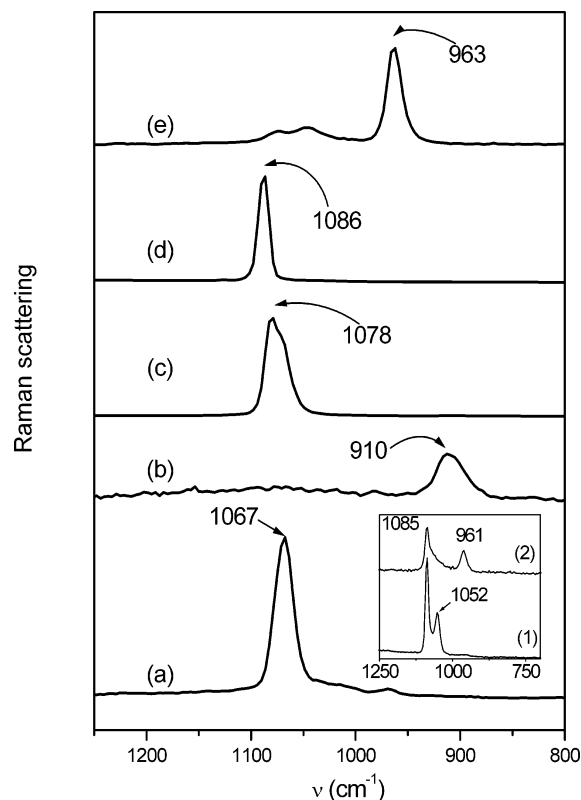 963
(e)
1086
(d)
1078
(c)
910
(b)
1067
1085
961
(2)
1052
(1)
1250 1000 750
(a)
Raman scattering
1200 1100 1000 900 800
ν (cm⁻¹)